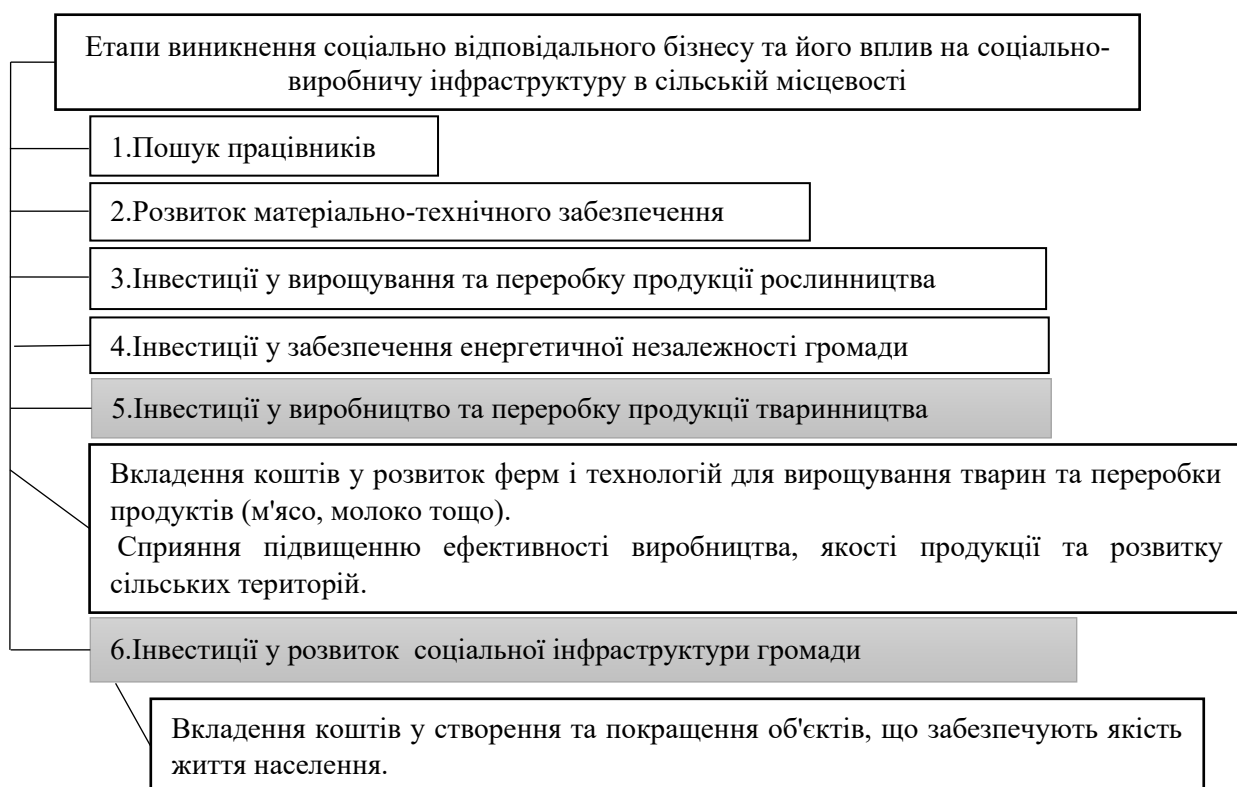 Етапи виникнення соціально відповідального бізнесу та його вплив на соціально-
виробничу інфраструктуру в сільській місцевості
1.Пошук працівників
2.Розвиток матеріально-технічного забезпечення
3.Інвестиції у вирощування та переробку продукції рослинництва
4.Інвестиції у забезпечення енергетичної незалежності громади
5.Інвестиції у виробництво та переробку продукції тваринництва
Вкладення коштів у розвиток ферм і технологій для вирощування тварин та переробки
продуктів (м'ясо, молоко тощо).
Сприяння підвищенню ефективності виробництва, якості продукції та розвитку
сільських територій.
6.Інвестиції у розвиток соціальної інфраструктури громади
Вкладення коштів у створення та покращення об'єктів, що забезпечують якість
життя населення.